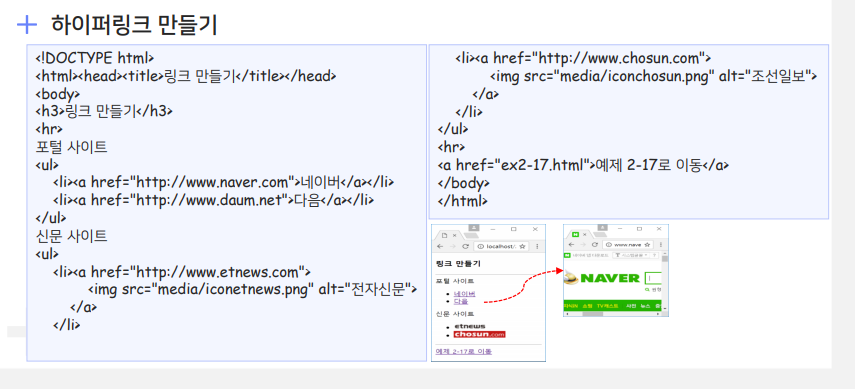 하이퍼링크 만들기
<!DOCTYPE html>
<html><head><title>링크 만들기</title></head>
<body>
<h3>링크 만들기</h3>
<hr>
포털 사이트
<ul>
<li><a href="http://www.naver.com">네이버</a></li>
<li><a href="http://www.daum.net">다음</a></li>
</ul>
신문 사이트
<ul>
<li><a href="http://www.etnews.com">
<img src="media/iconetnews.png" alt="전자신문">
</a>
</li>
<li><a href="http://www.chosun.com">
<img src="media/iconchosun.png" alt="조선일보">
</a>
</li>
</ul>
<hr>
<a href="ex2-17.html">예제 2-17로 이동</a>
</body>
</html>
localhost/
링크 만들기
포털 사이트
네이버
다음
신문 사이트
etnews
chosun.com
예제 2-17로 이동
www.nave
NAVER
쇼핑
사전 뉴스